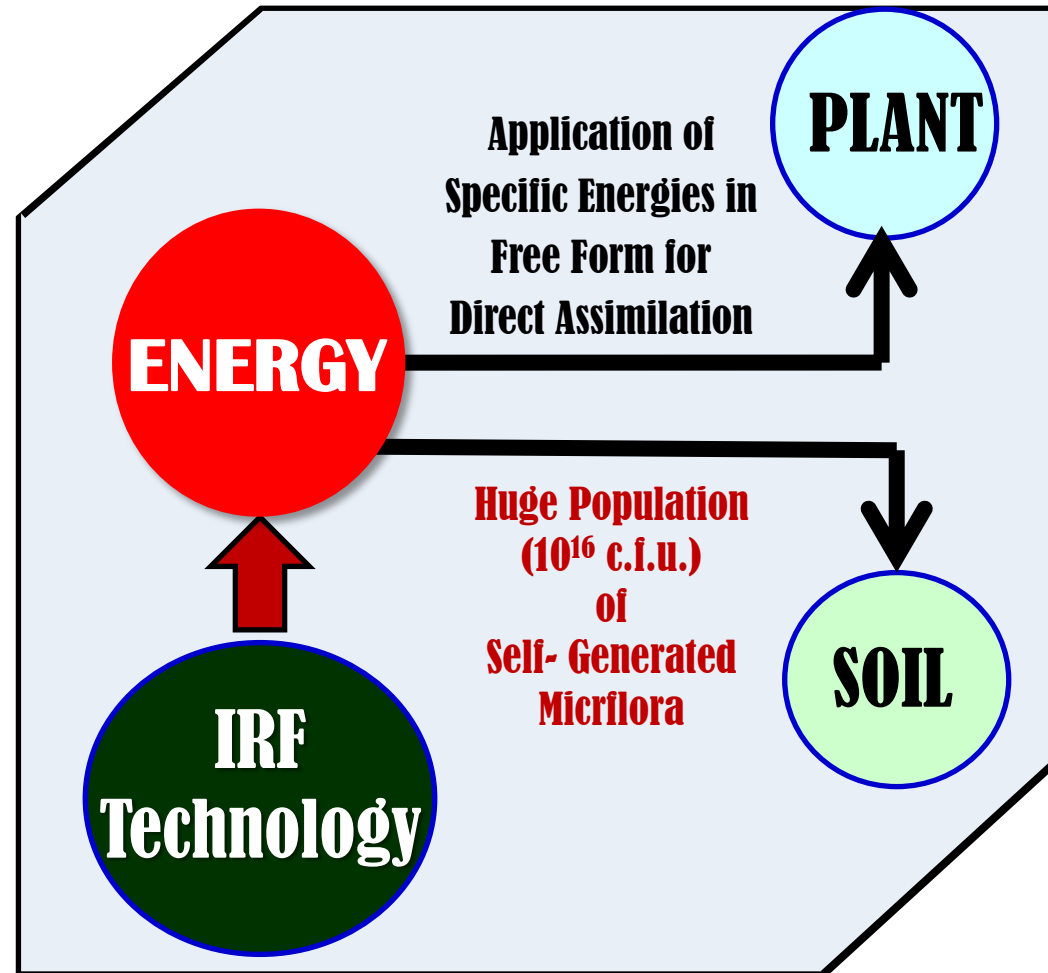 PLANT
Application of
Specific Energies in
Free Form for
Direct Assimilation
ENERGY
Huge Population
(10¹⁶ c.f.u.)
of
Self- Generated
Micrflora
SOIL
IRF
Technology